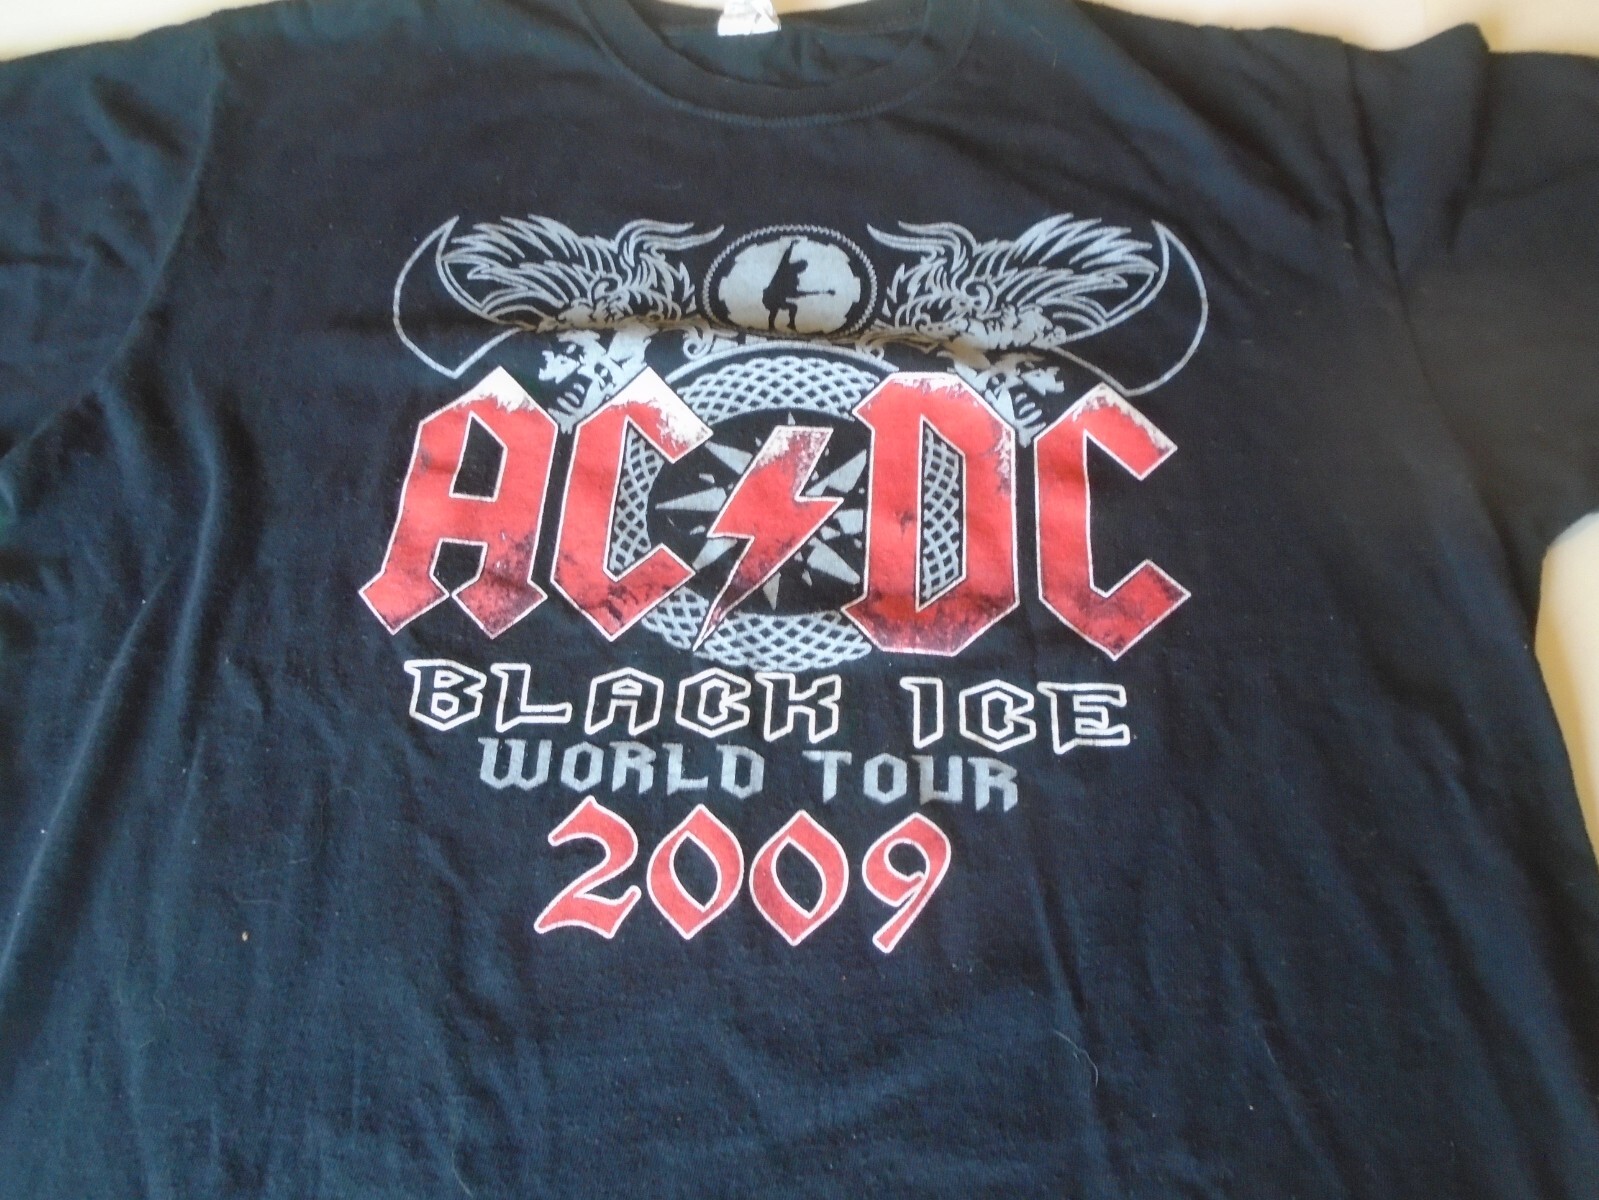 AC/DC
BLACK ICE
WORLD TOUR
2009